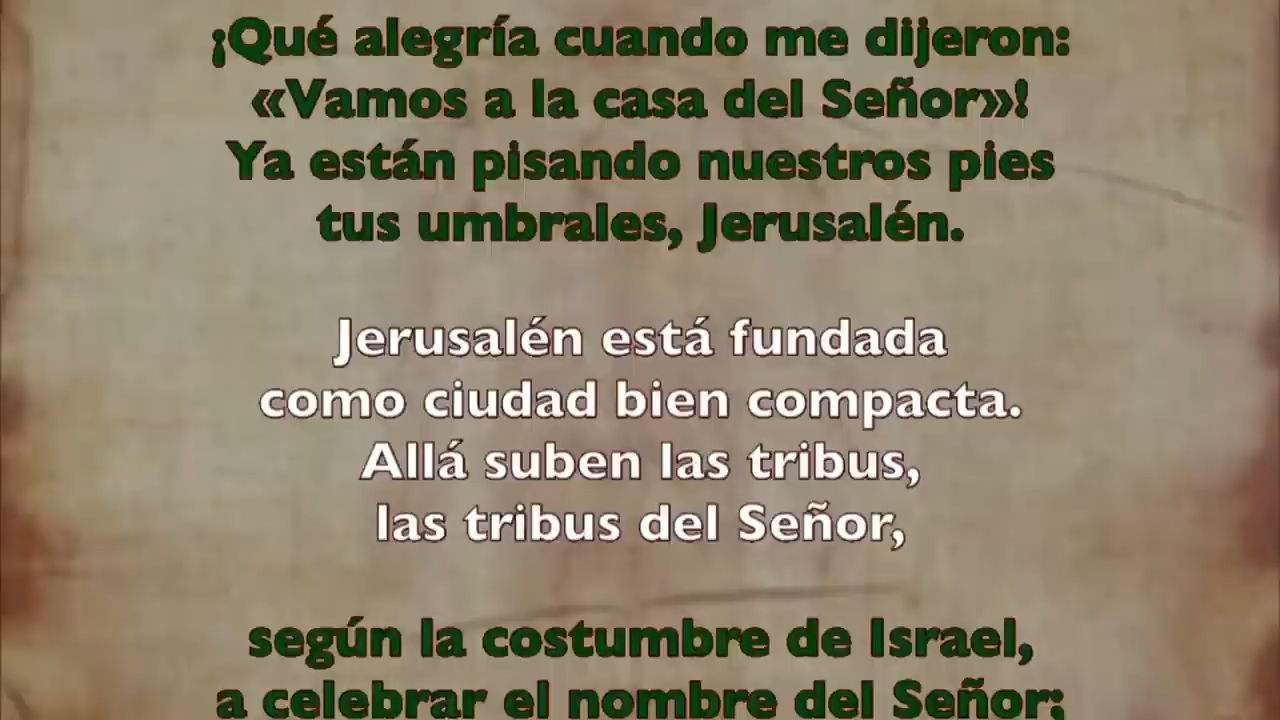 ¡Qué alegría cuando me dijeron:
«Vamos a la casa del Señor»!
Ya están pisando nuestros pies
tus umbrales, Jerusalén.
Jerusalén está fundada
como ciudad bien compacta.
Allá suben las tribus,
las tribus del Señor,
según la costumbre de Israel,
a celebrar el nombre del Señor;